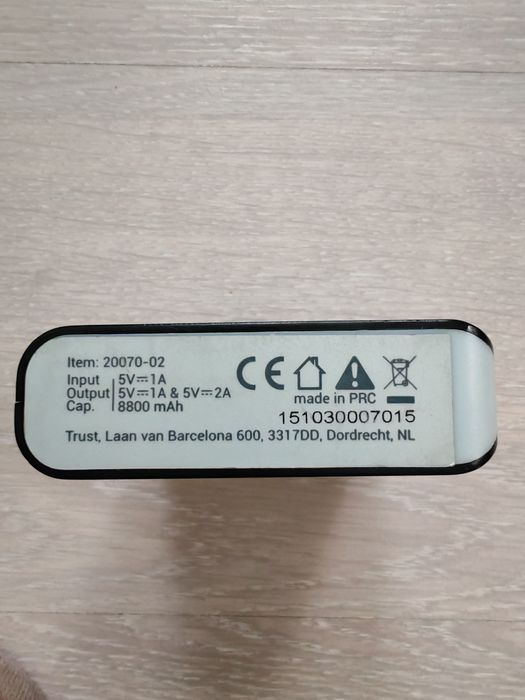 Item: 20070-02
Input 5V⎓1A
Output 5V⎓1A & 5V⎓2A
Cap. 8800 mAh
CE
made in PRC
151030007015
Trust, Laan van Barcelona 600, 3317DD, Dordrecht, NL